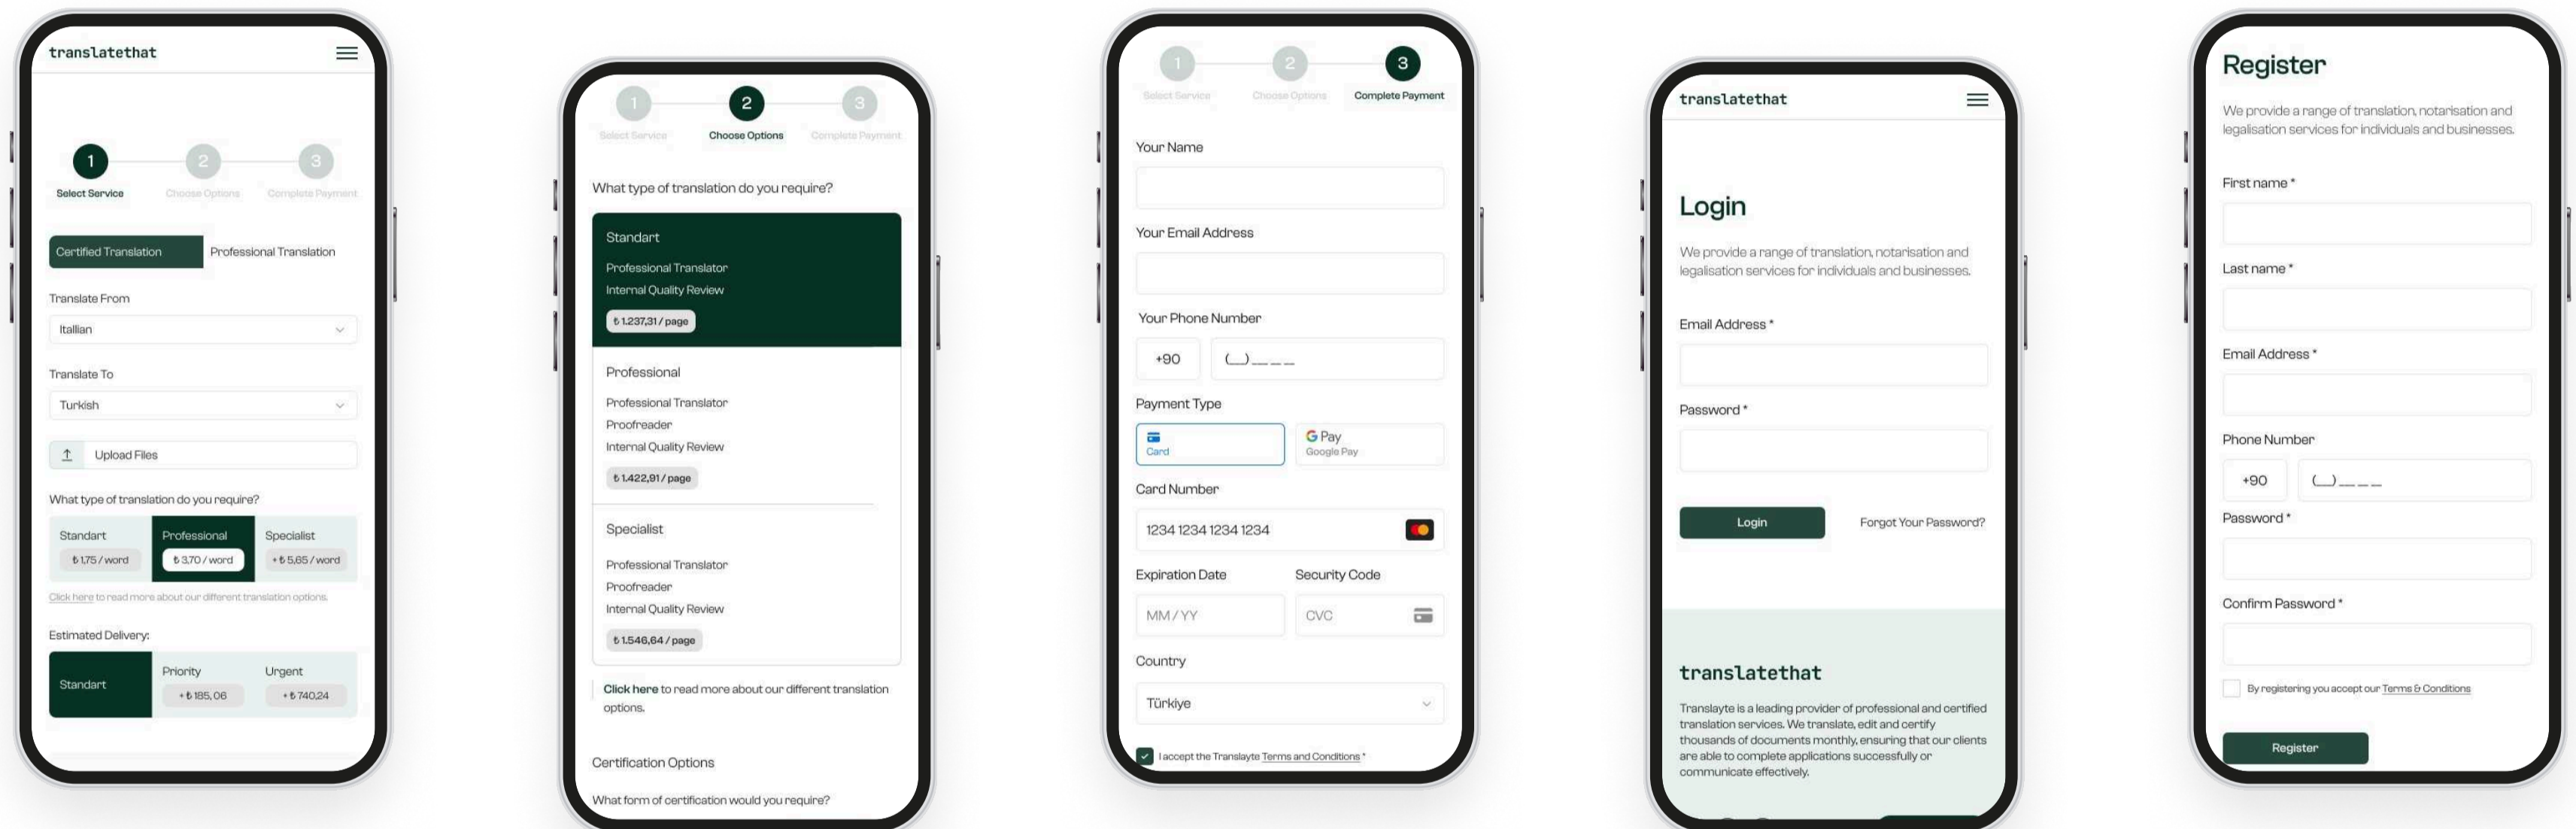 translatethat
1
2
3
Select Service
Choose Options
Complete Payment
Certified Translation
Professional Translation
Translate From
Itallian
Translate To
Turkish
Upload Files
What type of translation do you require?
Standart
Professional
Specialist
₺ 1,75 / word
₺ 3,70 / word
+ ₺ 5,65 / word
Click here to read more about our different translation options.
Estimated Delivery:
Standart
Priority
Urgent
+ ₺ 185, 06
+ ₺ 740,24
1
2
3
Select Service
Choose Options
Complete Payment
What type of translation do you require?
Standart
Professional Translator
Internal Quality Review
₺ 1.237,31 / page
Professional
Professional Translator
Proofreader
Internal Quality Review
₺ 1.422,91 / page
Specialist
Professional Translator
Proofreader
Internal Quality Review
₺ 1.546,64 / page
Click here to read more about our different translation
options.
Certification Options
What form of certification would you require?
1
2
3
Select Service
Choose Options
Complete Payment
Your Name
Your Email Address
Your Phone Number
+90
(__) __ __ __
Payment Type
Card
G Pay
Google Pay
Card Number
1234 1234 1234 1234
Expiration Date
Security Code
MM / YY
CVC
Country
Türkiye
I accept the Translayte Terms and Conditions *
translatethat
Login
We provide a range of translation, notarisation and
legalisation services for individuals and businesses.
Email Address *
Password *
Login
Forgot Your Password?
translatethat
Translayte is a leading provider of professional and certified
translation services. We translate, edit and certify
thousands of documents monthly, ensuring that our clients
are able to complete applications successfully or
communicate effectively.
Register
We provide a range of translation, notarisation and
legalisation services for individuals and businesses.
First name *
Last name *
Email Address *
Phone Number
+90
(__) __ __ __
Password *
Confirm Password *
By registering you accept our Terms & Conditions
Register